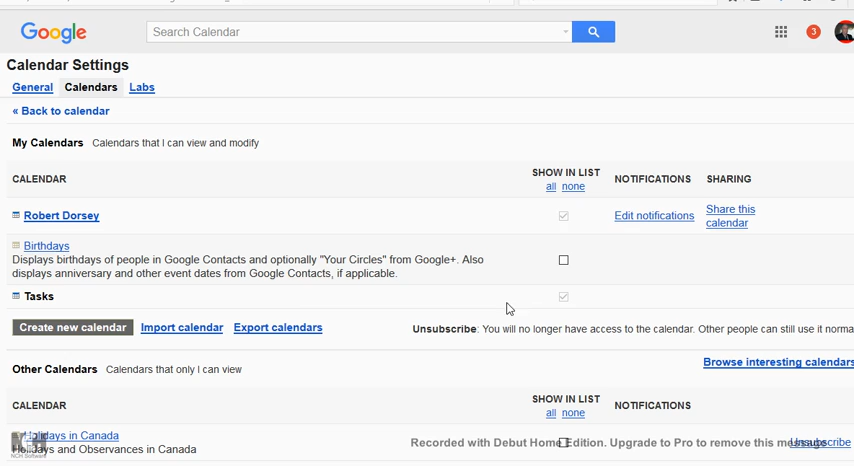 Google
Search Calendar
3
Calendar Settings
General Calendars Labs
« Back to calendar
My Calendars Calendars that I can view and modify
CALENDAR SHOW IN LIST NOTIFICATIONS SHARING
all none
Robert Dorsey Edit notifications Share this calendar
Birthdays
Displays birthdays of people in Google Contacts and optionally "Your Circles" from Google+. Also
displays anniversary and other event dates from Google Contacts, if applicable.
Tasks
Create new calendar Import calendar Export calendars Unsubscribe: You will no longer have access to the calendar. Other people can still use it norma
Browse interesting calendars
Other Calendars Calendars that only I can view
CALENDAR SHOW IN LIST NOTIFICATIONS
all none
Holidays in Canada
Holidays and Observances in Canada
Recorded with Debut Home Edition. Upgrade to Pro to remove this message
Unsubscribe
NCH
NCH Software